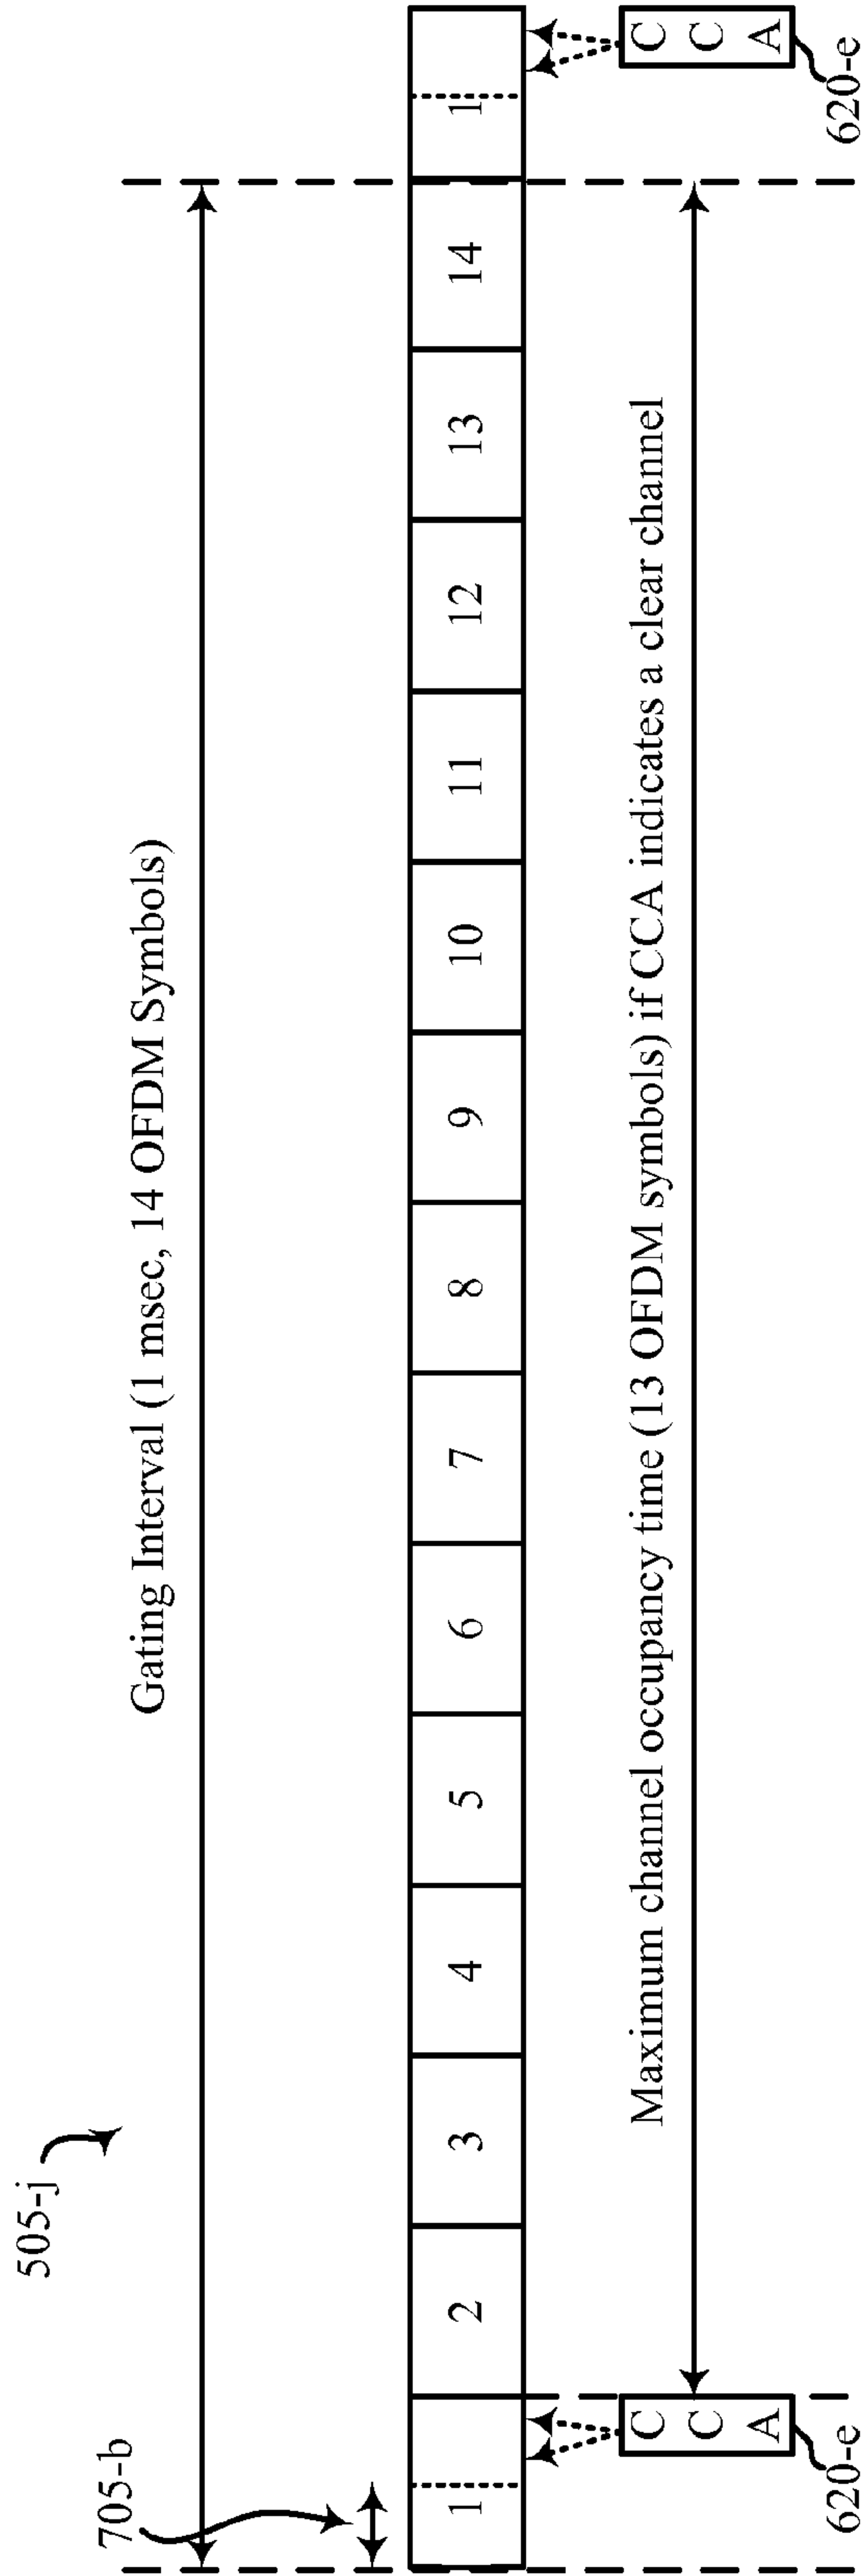 505-j
705-b
Gating Interval (1 msec, 14 OFDM Symbols)
1
2
3
4
5
6
7
8
9
10
11
12
13
14
1
Maximum channel occupancy time (13 OFDM symbols) if CCA indicates a clear channel
C
C
A
620-e
C
C
A
620-e